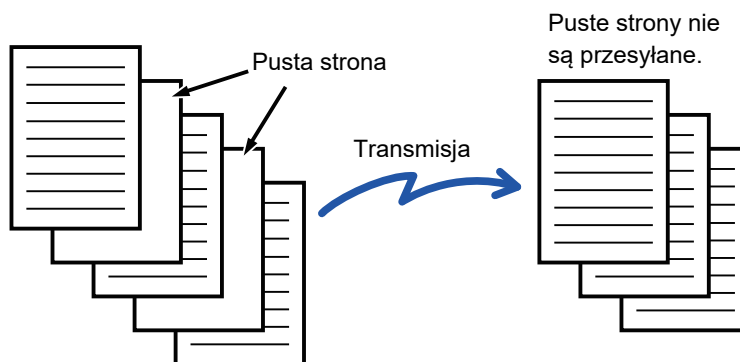 Puste strony nie
są przesyłane.
Pusta strona
Transmisja